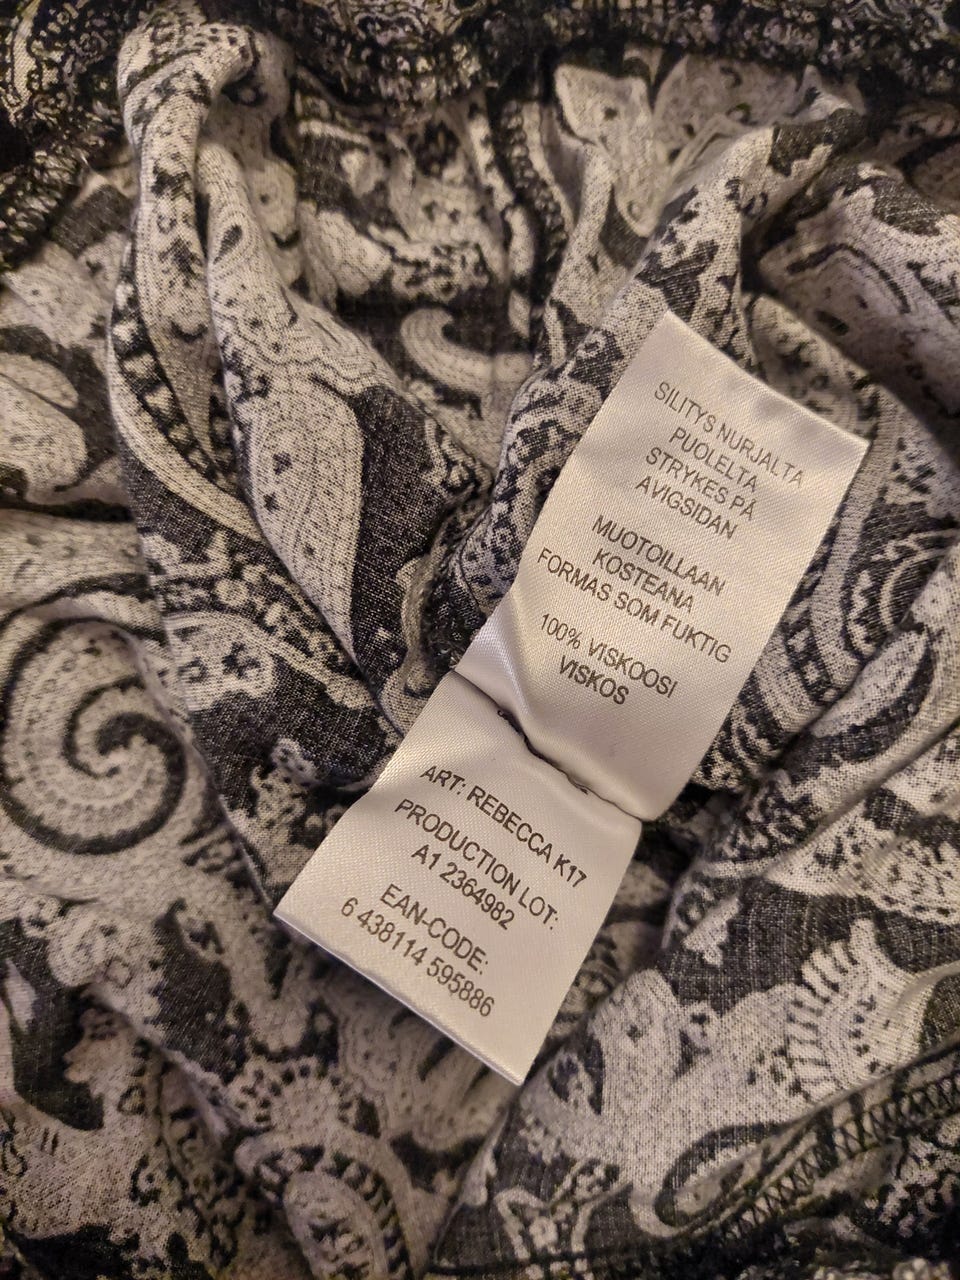 SILITYS NURJALTA
PUOLELTA
STRYKES PÅ
AVIGSIDAN
MUOTOILLAAN
KOSTEANA
FORMAS SOM FUKTIG
100% VISKOOSI
VISKOS
ART: REBECCA K17
PRODUCTION LOT:
A1 2364982
EAN-CODE:
6 438114 595886